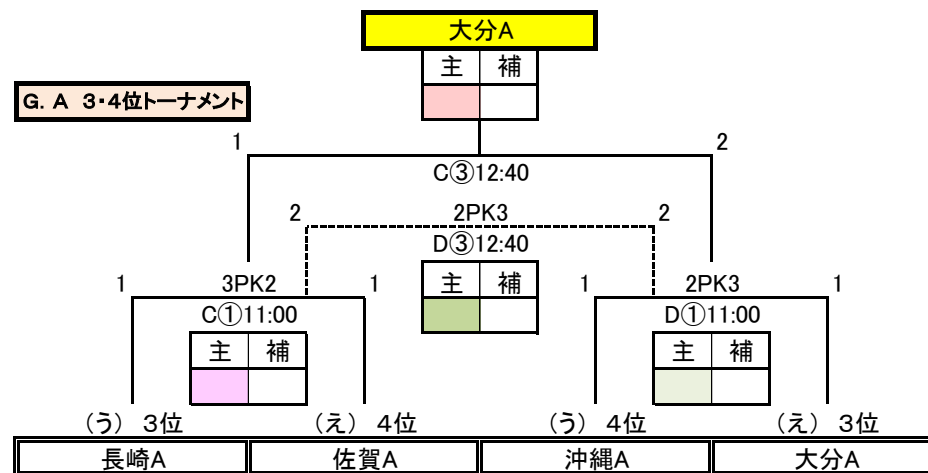 大分A
主 補
G. A 3・4位トーナメント
1 2
C③12:40
2 2PK3 2
D③12:40
主 補
1 3PK2 1 1 2PK3 1
C①11:00 D①11:00
主 補 主 補
(う) 3位 (え) 4位 (う) 4位 (え) 3位
長崎A 佐賀A 沖縄A 大分A